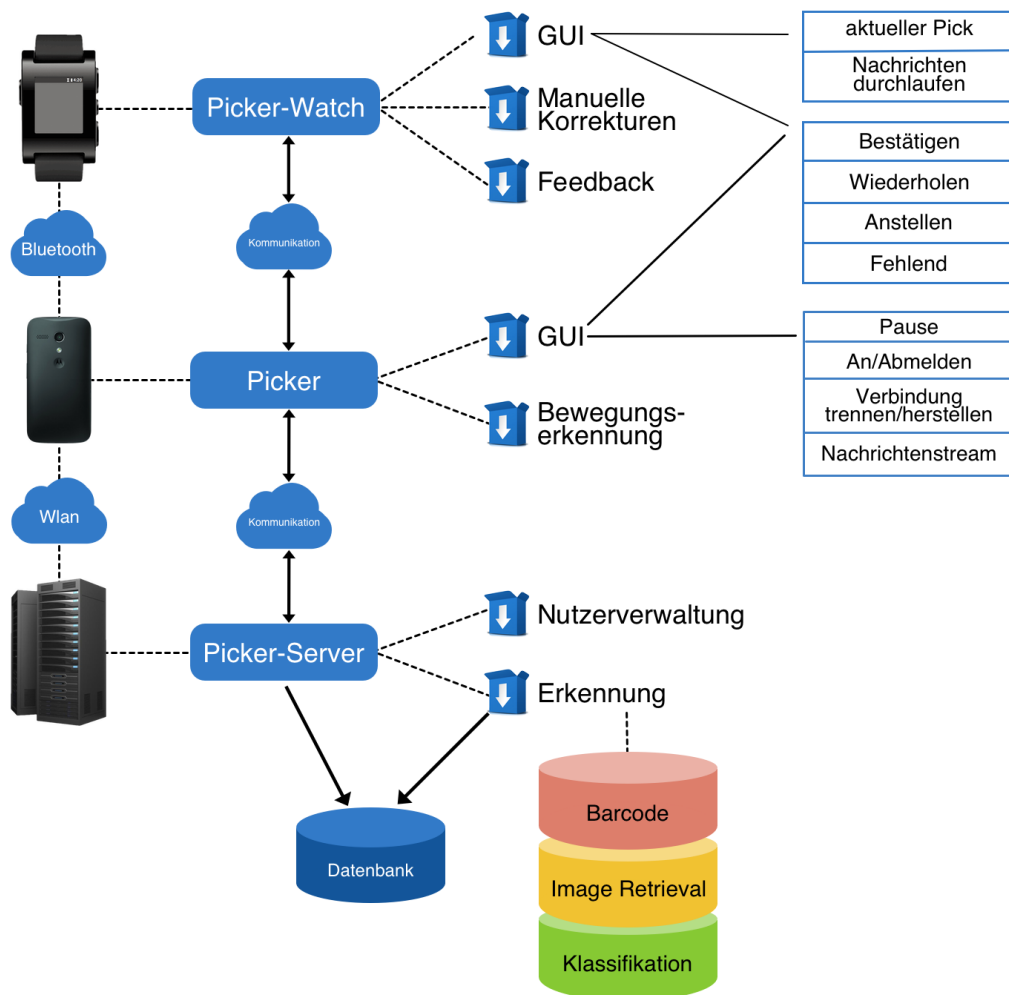 GUI
aktueller Pick
Nachrichten
durchlaufen
Picker-Watch
Manuelle
Korrekturen
Bestätigen
Feedback
Wiederholen
Anstellen
Fehlend
Bluetooth
Kommunikation
GUI
Pause
An/Abmelden
Verbindung
trennen/herstellen
Nachrichtenstream
Picker
Bewegungs-
erkennung
Wlan
Kommunikation
Nutzerverwaltung
Picker-Server
Erkennung
Barcode
Datenbank
Image Retrieval
Klassifikation